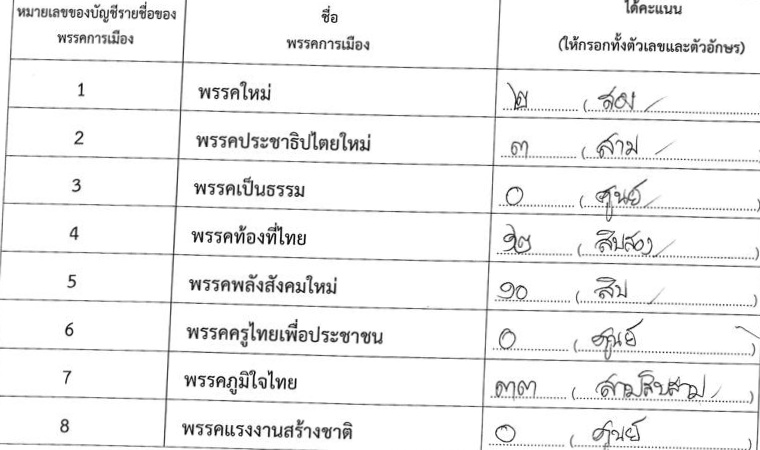 หมายเลขของบัญชีรายชื่อของ ชื่อ ได้คะแนน
พรรคการเมือง พรรคการเมือง (ให้กรอกทั้งตัวเลขและตัวอักษร)
1 พรรคใหม่ ๒ (สอง)
2 พรรคประชาธิปไตยใหม่ ๓ (สาม)
3 พรรคเป็นธรรม ๐ (ศูนย์)
4 พรรคท้องที่ไทย ๑๒ (สิบสอง)
5 พรรคพลังสังคมใหม่ ๑๐ (สิบ)
6 พรรคครูไทยเพื่อประชาชน ๐ (ศูนย์)
7 พรรคภูมิใจไทย ๓๓ (สามสิบสาม)
8 พรรคแรงงานสร้างชาติ ๐ (ศูนย์)